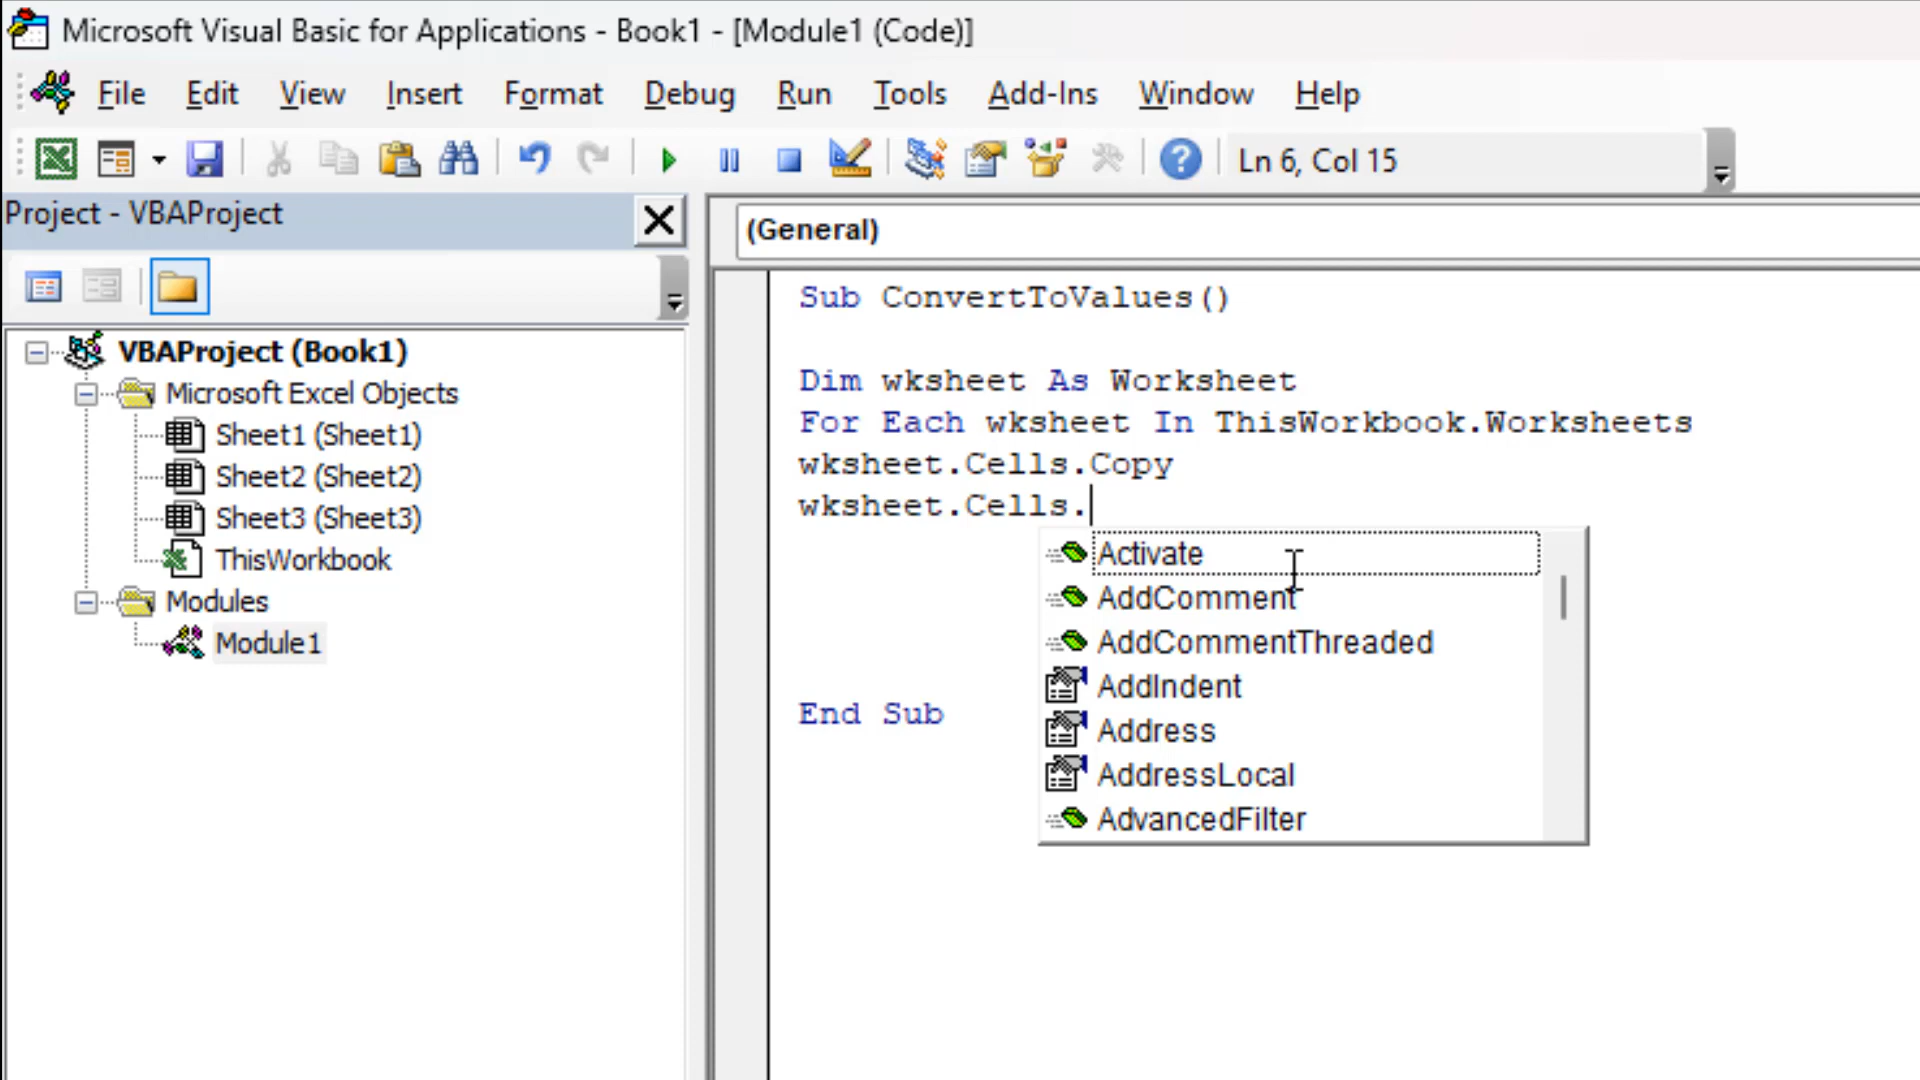 Microsoft Visual Basic for Applications - Book1 - [Module1 (Code)]
File Edit View Insert Format Debug Run Tools Add-Ins Window Help
Ln 6, Col 15
Project - VBAProject
VBAProject (Book1)
Microsoft Excel Objects
Sheet1 (Sheet1)
Sheet2 (Sheet2)
Sheet3 (Sheet3)
ThisWorkbook
Modules
Module1
(General)
Sub ConvertToValues()
Dim wksheet As Worksheet
For Each wksheet In ThisWorkbook.Worksheets
wksheet.Cells.Copy
wksheet.Cells.
Activate
AddComment
AddCommentThreaded
AddIndent
Address
AddressLocal
AdvancedFilter
End Sub